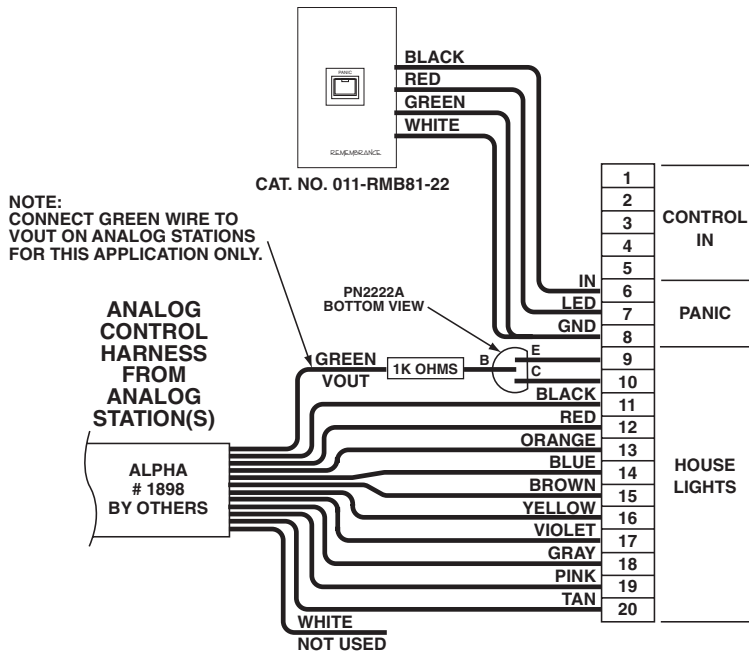 PANIC
REMEMBRANCE
BLACK
RED
GREEN
WHITE
CAT. NO. 011-RMB81-22
NOTE:
CONNECT GREEN WIRE TO
VOUT ON ANALOG STATIONS
FOR THIS APPLICATION ONLY.
PN2222A
BOTTOM VIEW
ANALOG
CONTROL
HARNESS
FROM
ANALOG
STATION(S)
ALPHA
# 1898
BY OTHERS
GREEN
VOUT
1K OHMS
B
E
C
IN
LED
GND
BLACK
RED
ORANGE
BLUE
BROWN
YELLOW
VIOLET
GRAY
PINK
TAN
WHITE
NOT USED
1
2
3
4
5
6
7
8
9
10
11
12
13
14
15
16
17
18
19
20
CONTROL
IN
PANIC
HOUSE
LIGHTS